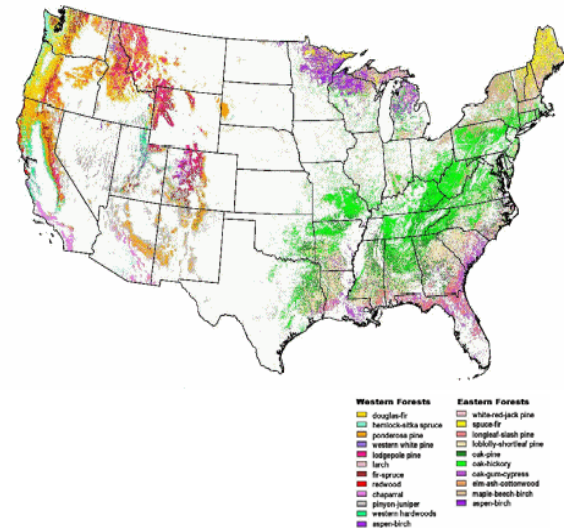 Western Forests
douglas-fir
hemlock-sitka spruce
ponderosa pine
western white pine
lodgepole pine
larch
fir-spruce
redwood
chaparral
pinyon-juniper
western hardwoods
aspen-birch
Eastern Forests
white-red-jack pine
spuce-fir
longleaf-slash pine
loblolly-shortleaf pine
oak-pine
oak-hickory
oak-gum-cypress
elm-ash-cottonwood
maple-beech-birch
aspen-birch